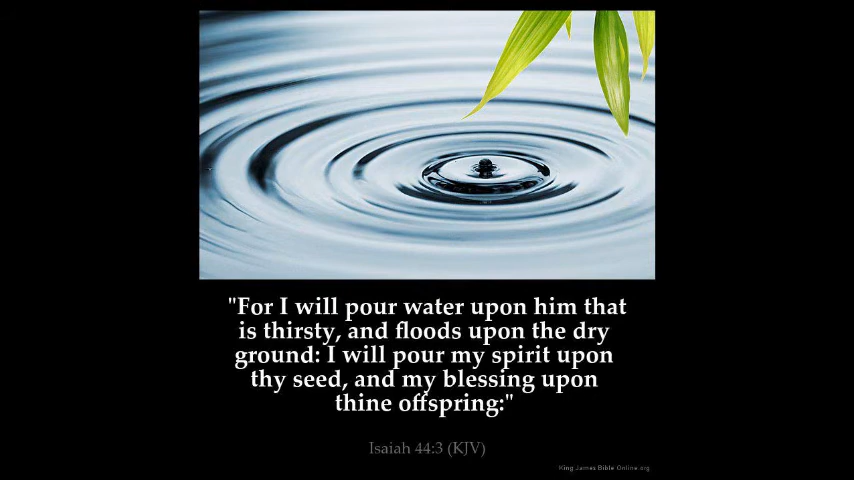 "For I will pour water upon him that
is thirsty, and floods upon the dry
ground: I will pour my spirit upon
thy seed, and my blessing upon
thine offspring:"
Isaiah 44:3 (KJV)
King James Bible Online.org